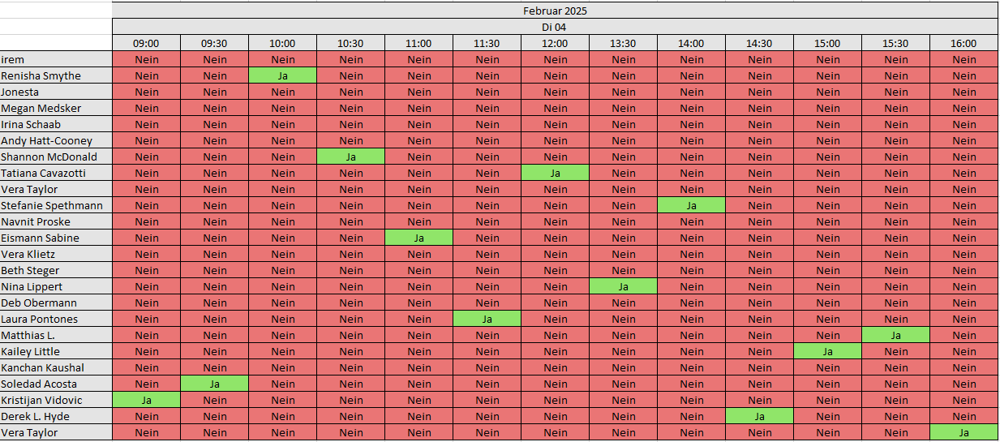 Februar 2025
Di 04
09:00 09:30 10:00 10:30 11:00 11:30 12:00 13:30 14:00 14:30 15:00 15:30 16:00
irem Nein Nein Nein Nein Nein Nein Nein Nein Nein Nein Nein Nein Nein
Renisha Smythe Nein Nein Ja Nein Nein Nein Nein Nein Nein Nein Nein Nein Nein
Jonesta Nein Nein Nein Nein Nein Nein Nein Nein Nein Nein Nein Nein Nein
Megan Medsker Nein Nein Nein Nein Nein Nein Nein Nein Nein Nein Nein Nein Nein
Irina Schaab Nein Nein Nein Nein Nein Nein Nein Nein Nein Nein Nein Nein Nein
Andy Hatt-Cooney Nein Nein Nein Nein Nein Nein Nein Nein Nein Nein Nein Nein Nein
Shannon McDonald Nein Nein Nein Ja Nein Nein Nein Nein Nein Nein Nein Nein Nein
Tatiana Cavazotti Nein Nein Nein Nein Nein Nein Ja Nein Nein Nein Nein Nein Nein
Vera Taylor Nein Nein Nein Nein Nein Nein Nein Nein Nein Nein Nein Nein Nein
Stefanie Spethmann Nein Nein Nein Nein Nein Nein Nein Nein Ja Nein Nein Nein Nein
Navnit Proske Nein Nein Nein Nein Nein Nein Nein Nein Nein Nein Nein Nein Nein
Eismann Sabine Nein Nein Nein Nein Ja Nein Nein Nein Nein Nein Nein Nein Nein
Vera Klietz Nein Nein Nein Nein Nein Nein Nein Nein Nein Nein Nein Nein Nein
Beth Steger Nein Nein Nein Nein Nein Nein Nein Nein Nein Nein Nein Nein Nein
Nina Lippert Nein Nein Nein Nein Nein Nein Nein Ja Nein Nein Nein Nein Nein
Deb Obermann Nein Nein Nein Nein Nein Nein Nein Nein Nein Nein Nein Nein Nein
Laura Pontones Nein Nein Nein Nein Nein Ja Nein Nein Nein Nein Nein Nein Nein
Matthias L. Nein Nein Nein Nein Nein Nein Nein Nein Nein Nein Nein Ja Nein
Kailey Little Nein Nein Nein Nein Nein Nein Nein Nein Nein Nein Ja Nein Nein
Kanchan Kaushal Nein Nein Nein Nein Nein Nein Nein Nein Nein Nein Nein Nein Nein
Soledad Acosta Nein Ja Nein Nein Nein Nein Nein Nein Nein Nein Nein Nein Nein
Kristijan Vidovic Ja Nein Nein Nein Nein Nein Nein Nein Nein Nein Nein Nein Nein
Derek L. Hyde Nein Nein Nein Nein Nein Nein Nein Nein Nein Ja Nein Nein Nein
Vera Taylor Nein Nein Nein Nein Nein Nein Nein Nein Nein Nein Nein Nein Ja